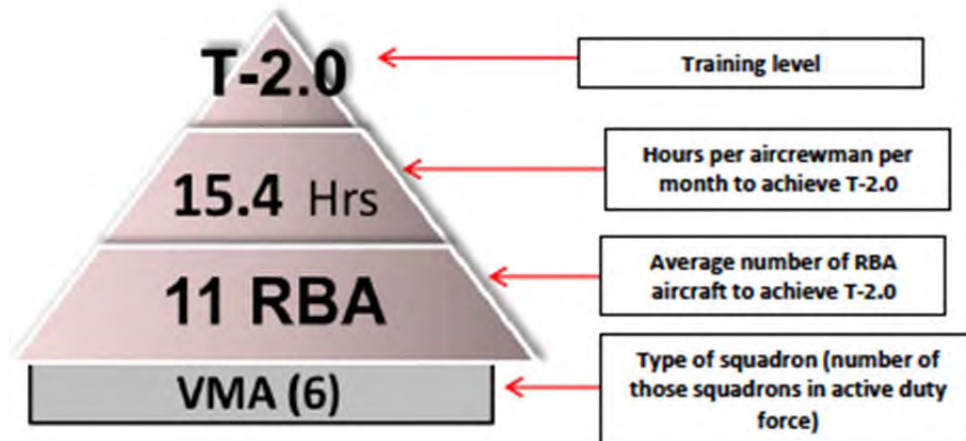 T-2.0
Training level
15.4 Hrs
Hours per aircrewman per
month to achieve T-2.0
11 RBA
Average number of RBA
aircraft to achieve T-2.0
VMA (6)
Type of squadron (number of
those squadrons in active duty
force)